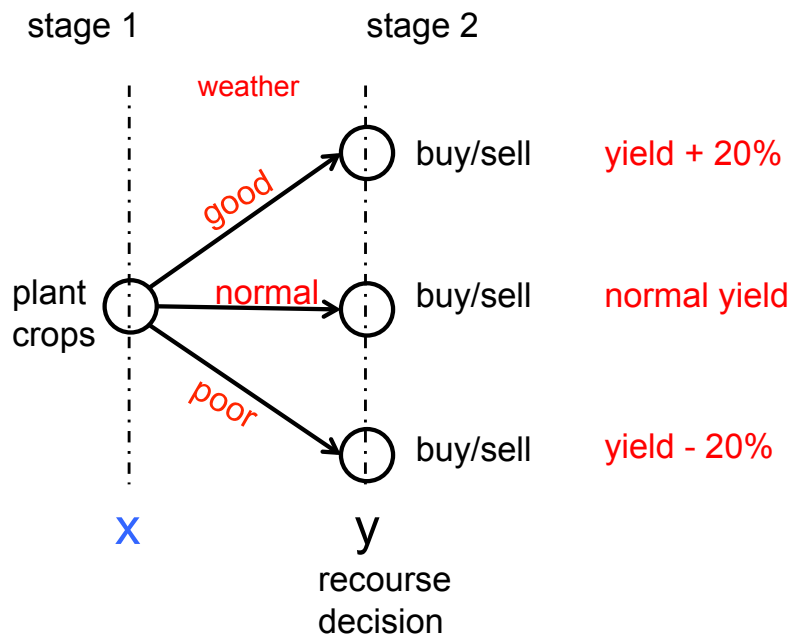 stage 1
stage 2
weather
good
buy/sell
yield + 20%
plant
crops
normal
buy/sell
normal yield
poor
buy/sell
yield - 20%
x
y
recourse
decision